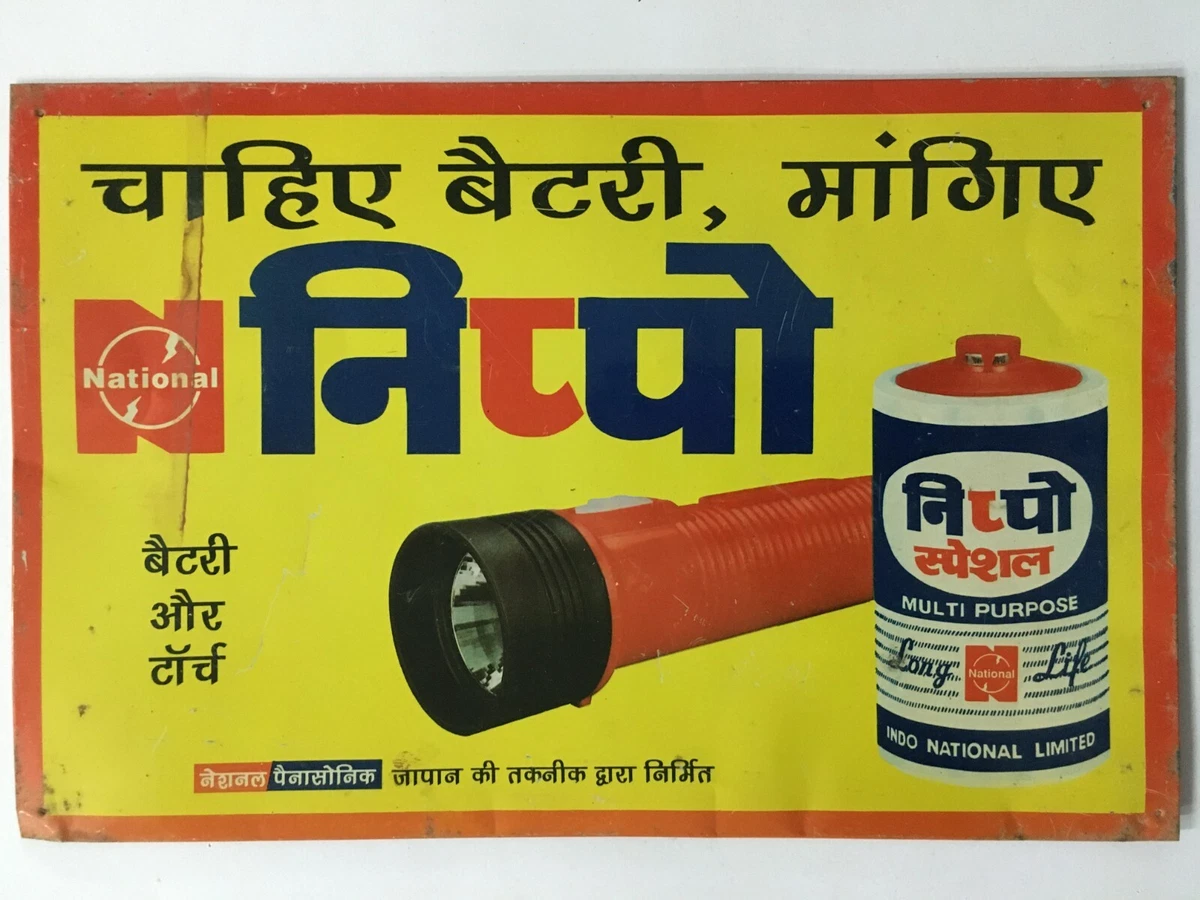 चाहिए बैटरी, मांगिए
National
निप्पो
बैटरी
और
टॉर्च
निप्पो
स्पेशल
MULTI PURPOSE
Long Life
National
INDO NATIONAL LIMITED
नेशनल पैनासोनिक जापान की तकनीक द्वारा निर्मित